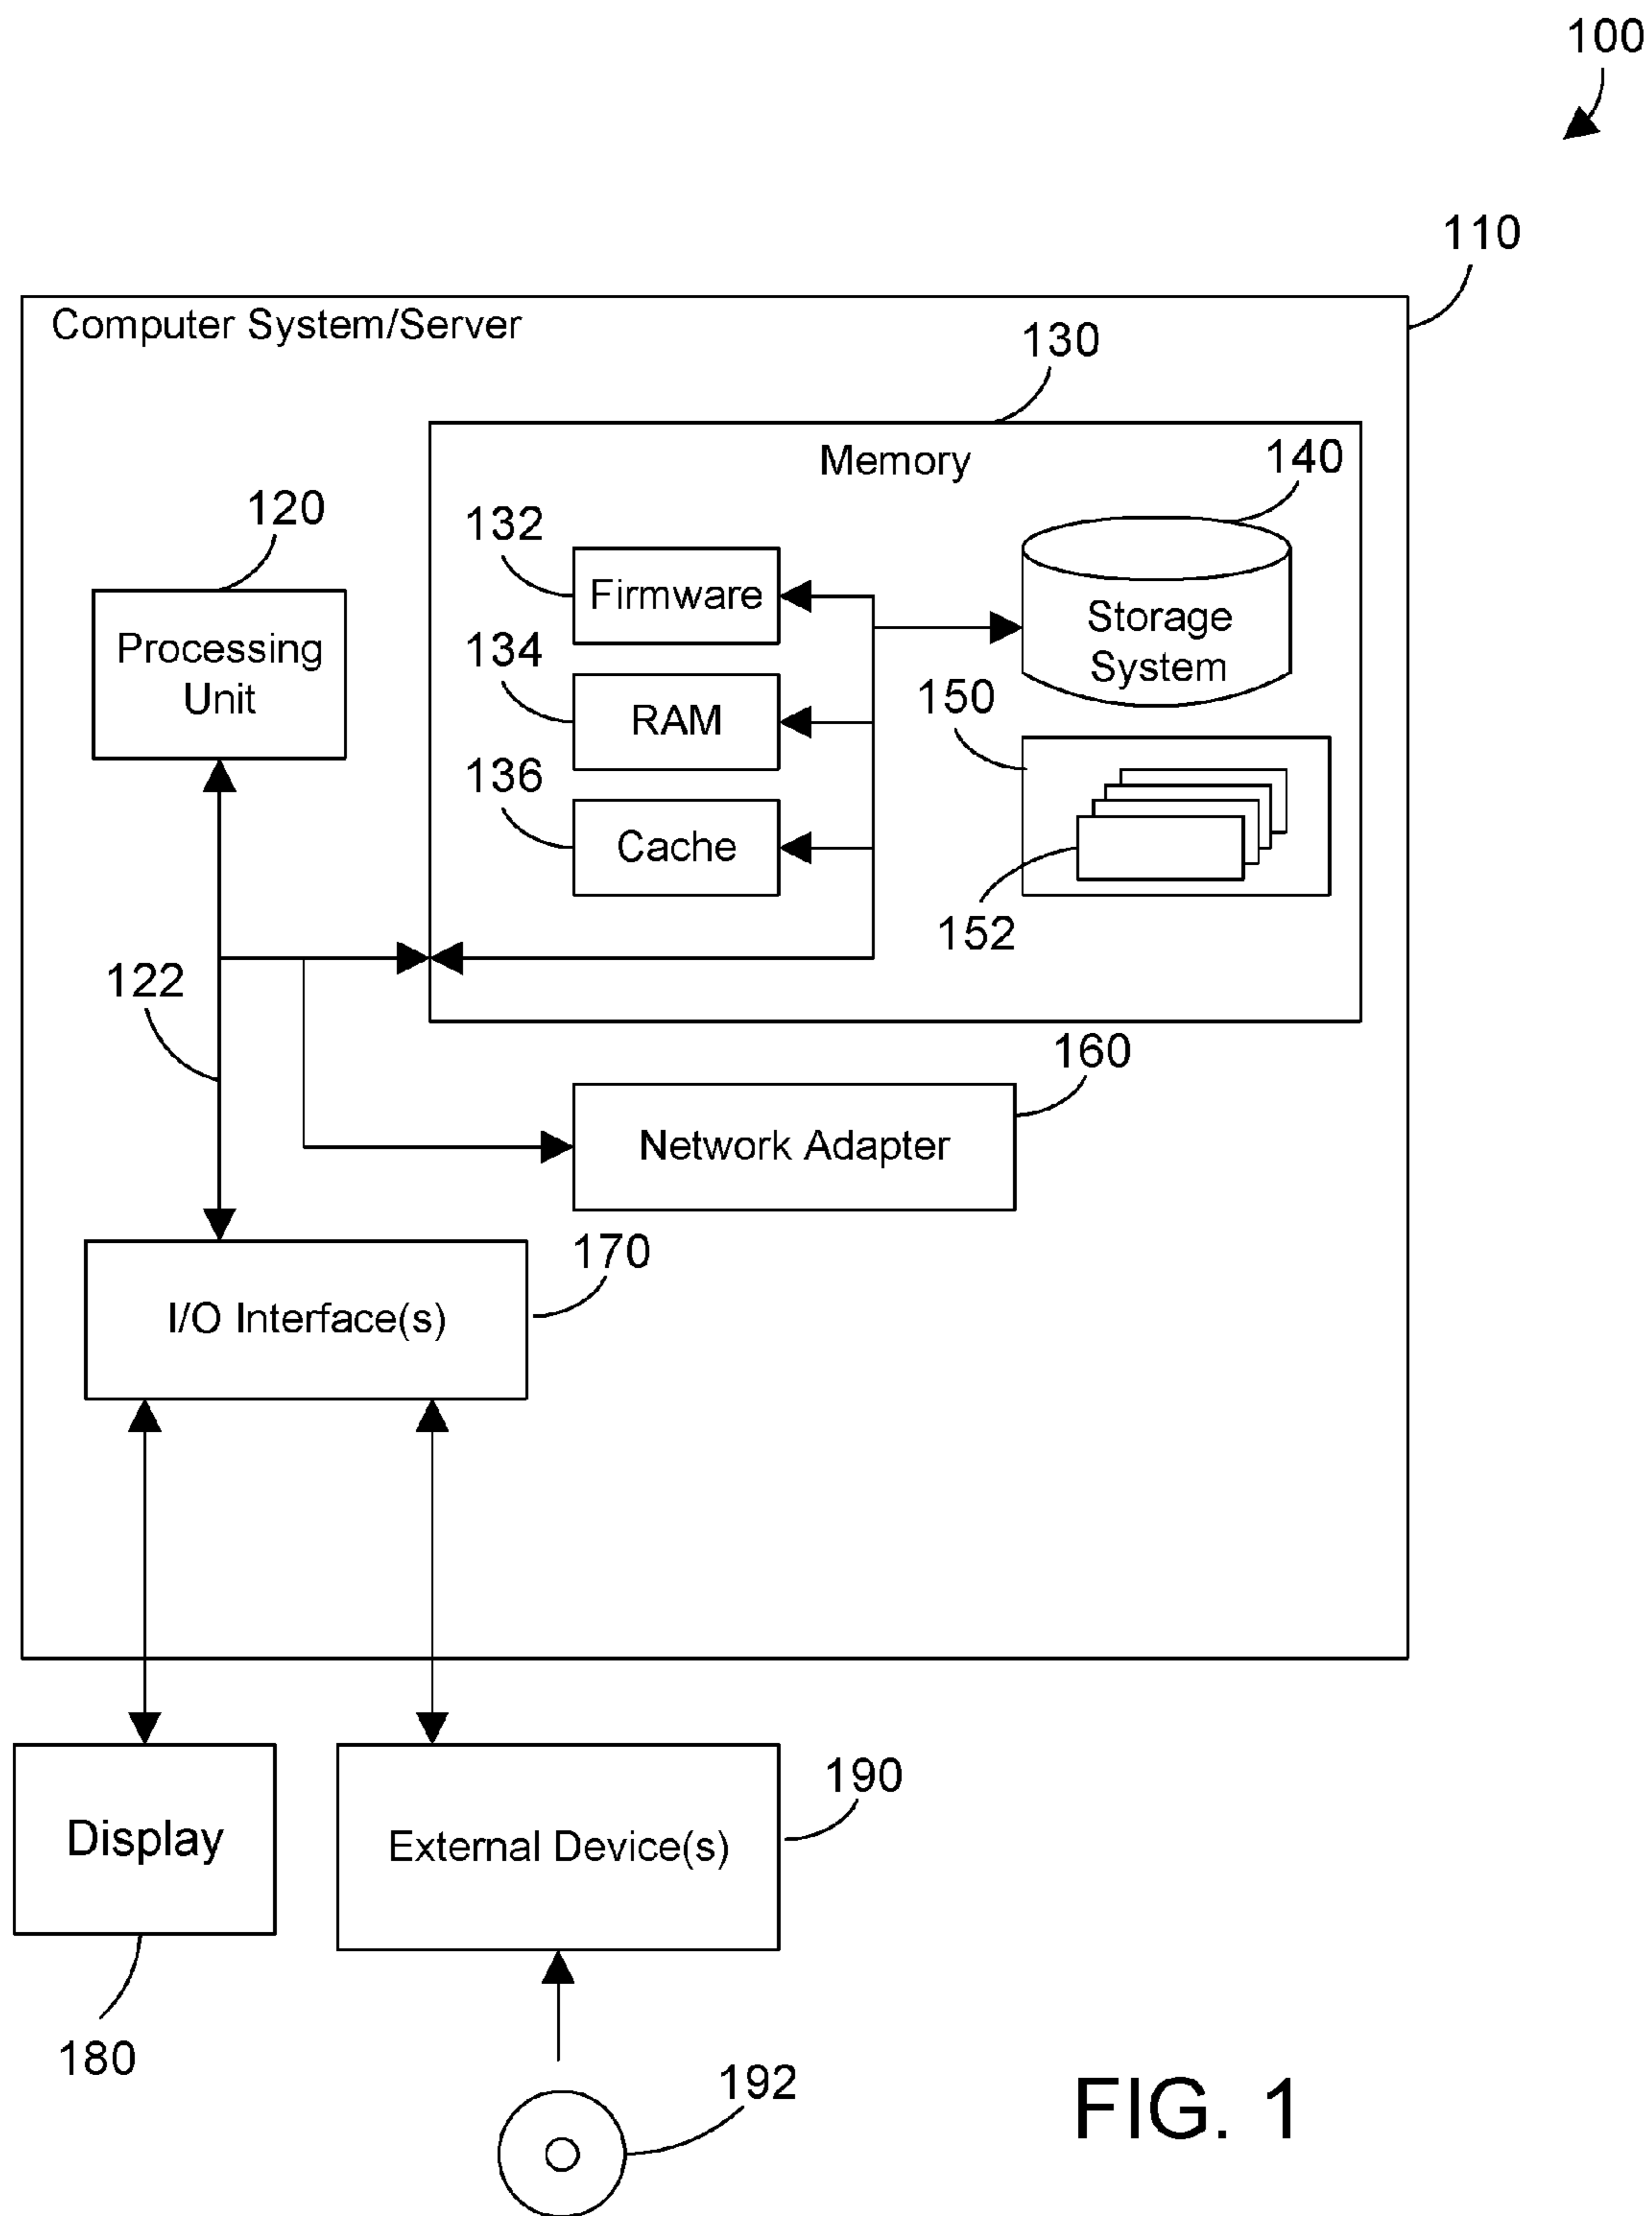 100
110
Computer System/Server
130
Memory
140
120
132
Firmware
Storage
System
Processing
Unit
134
RAM
150
136
Cache
152
122
160
Network Adapter
170
I/O Interface(s)
190
Display
External Device(s)
180
192
FIG. 1